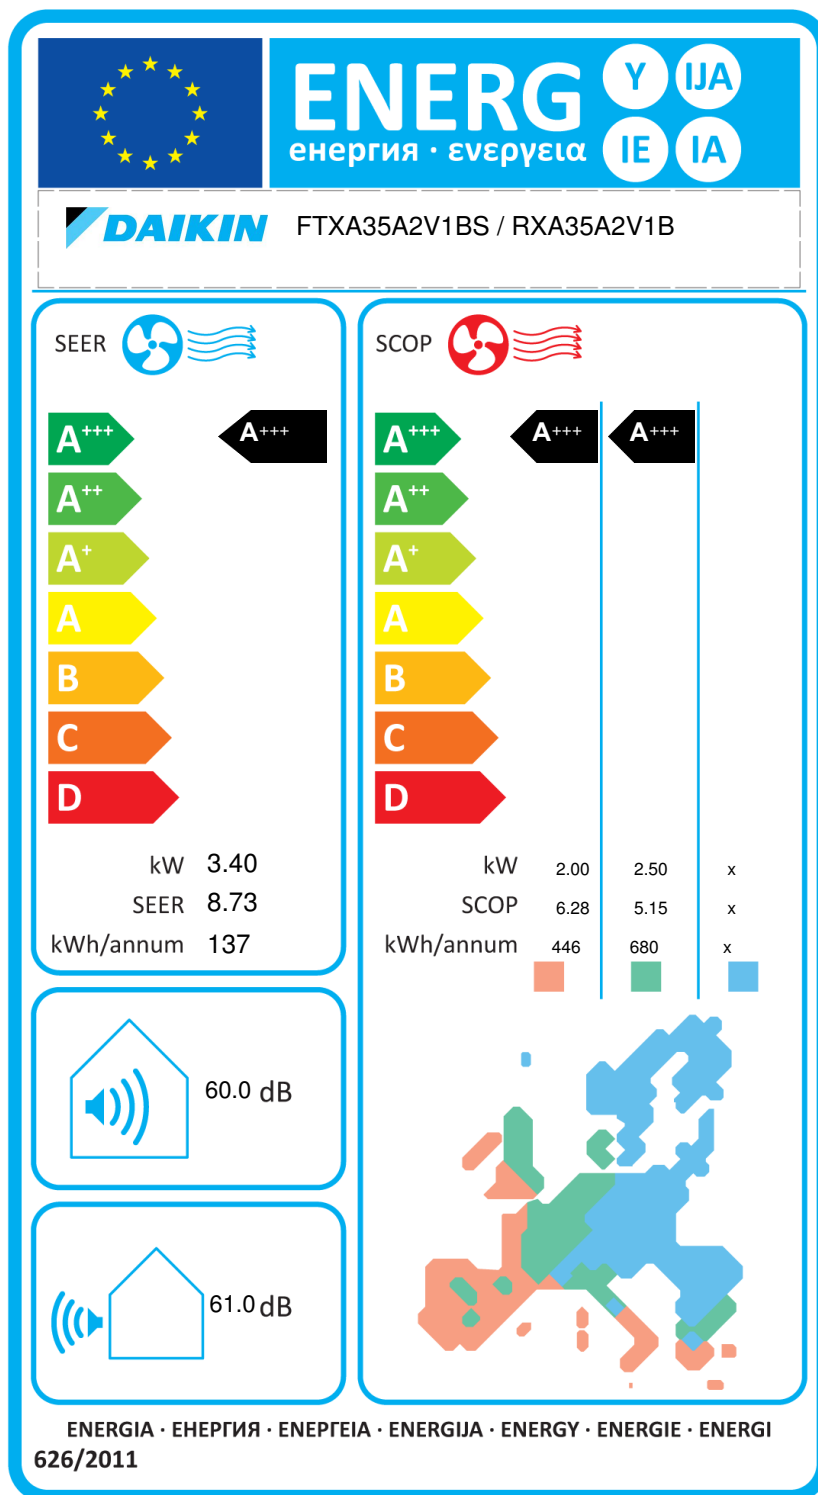 ENERG
енергия · ενεργεια
Y IJA
IE IA
DAIKIN FTXA35A2V1BS / RXA35A2V1B
SEER
A+++ A+++
A++
A+
A
B
C
D
kW 3.40
SEER 8.73
kWh/annum 137
SCOP
A+++ A+++ A+++
A++
A+
A
B
C
D
kW 2.00 2.50 x
SCOP 6.28 5.15 x
kWh/annum 446 680 x
60.0 dB
61.0 dB
ENERGIA · ЕНЕРГИЯ · ΕΝΕΡΓΕΙΑ · ENERGIJA · ENERGY · ENERGIE · ENERGI
626/2011